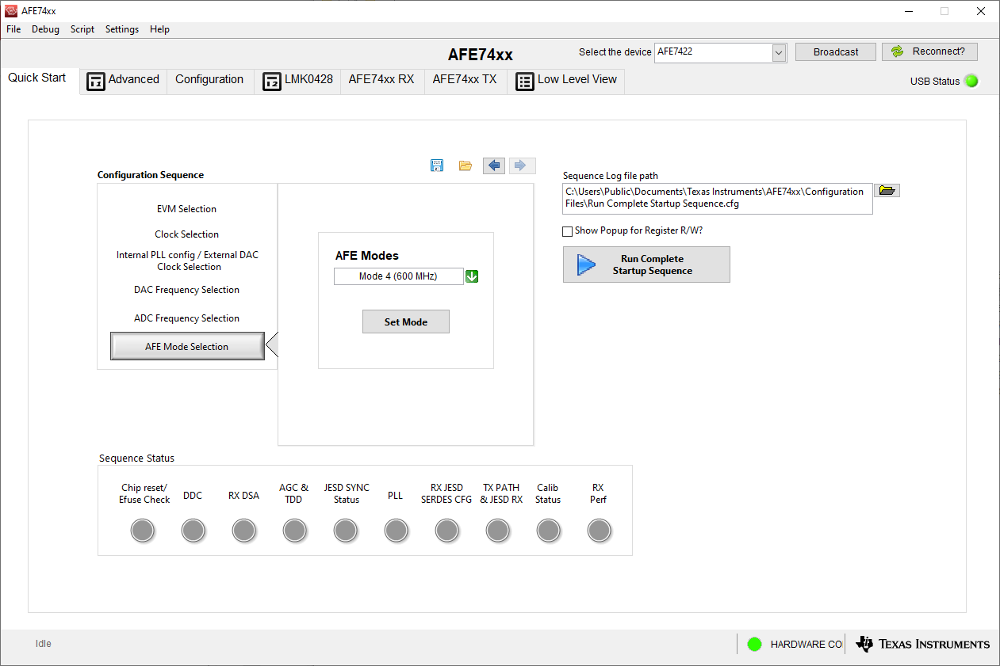 AFE74xx
File Debug Script Settings Help
AFE74xx
Select the device AFE7422 Broadcast Reconnect?
Quick Start Advanced Configuration LMK0428 AFE74xx RX AFE74xx TX Low Level View
USB Status
Configuration Sequence
EVM Selection
Clock Selection
Internal PLL config / External DAC
Clock Selection
DAC Frequency Selection
ADC Frequency Selection
AFE Mode Selection
AFE Modes
Mode 4 (600 MHz)
Set Mode
Sequence Log file path
C:\Users\Public\Documents\Texas Instruments\AFE74xx\Configuration
Files\Run Complete Startup Sequence.cfg
Show Popup for Register R/W?
Run Complete
Startup Sequence
Sequence Status
Chip reset/
Efuse Check
DDC
RX DSA
AGC &
TDD
JESD SYNC
Status
PLL
RX JESD
SERDES CFG
TX PATH
& JESD RX
Calib
Status
RX
Perf
Idle
HARDWARE CO
TEXAS INSTRUMENTS